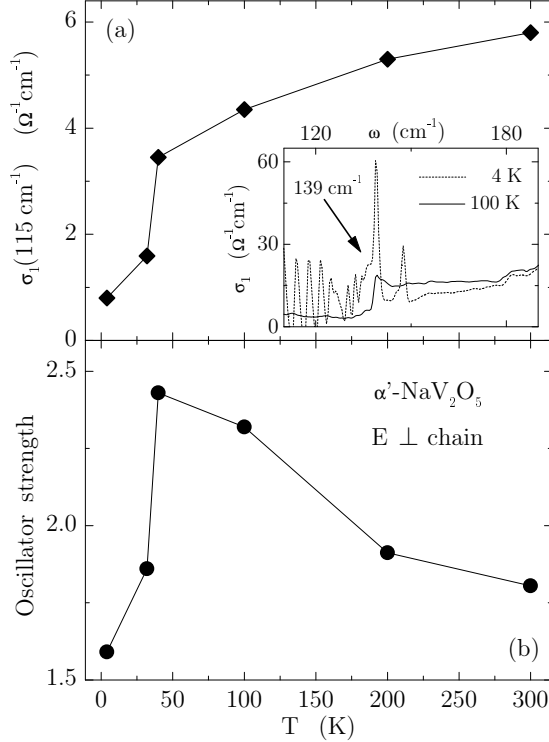 (a)
6
4
2
0
σ₁(115 cm⁻¹) (Ω⁻¹cm⁻¹)
120 ω (cm⁻¹) 180
60
30
15
0
σ₁ (Ω⁻¹cm⁻¹)
139 cm⁻¹
4 K
100 K
2.5
2.0
1.5
Oscillator strength
α'-NaV₂O₅
E ⊥ chain
(b)
0 50 100 150 200 250 300
T (K)